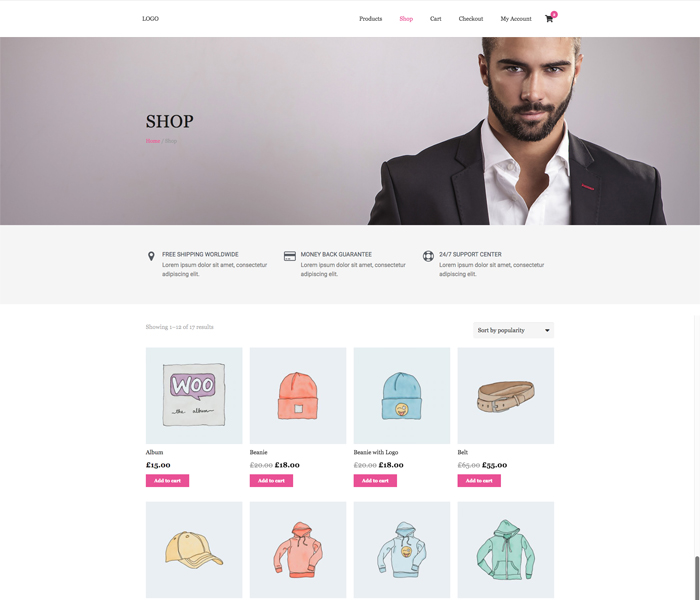 LOGO
Products Shop Cart Checkout My Account
SHOP
Home / Shop
FREE SHIPPING WORLDWIDE
Lorem ipsum dolor sit amet, consectetur
adipiscing elit.
MONEY BACK GUARANTEE
Lorem ipsum dolor sit amet, consectetur
adipiscing elit.
24/7 SUPPORT CENTER
Lorem ipsum dolor sit amet, consectetur
adipiscing elit.
Showing 1–12 of 17 results
Sort by popularity
WOO
the album
Album
£15.00
Add to cart
Beanie
£20.00 £18.00
Add to cart
Beanie with Logo
£20.00 £18.00
Add to cart
Belt
£65.00 £55.00
Add to cart